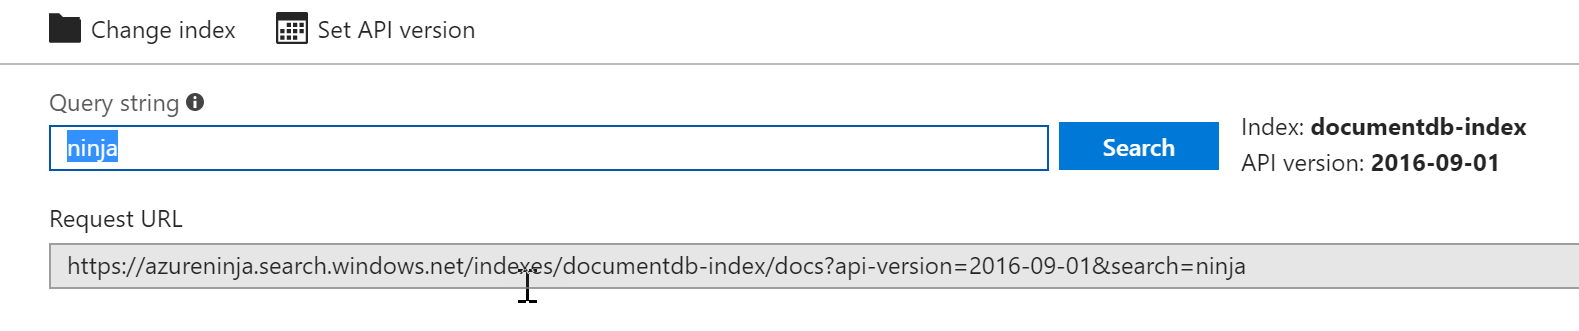 Change index Set API version
Query string
ninja
Search
Index: documentdb-index
API version: 2016-09-01
Request URL
https://azureninja.search.windows.net/indexes/documentdb-index/docs?api-version=2016-09-01&search=ninja